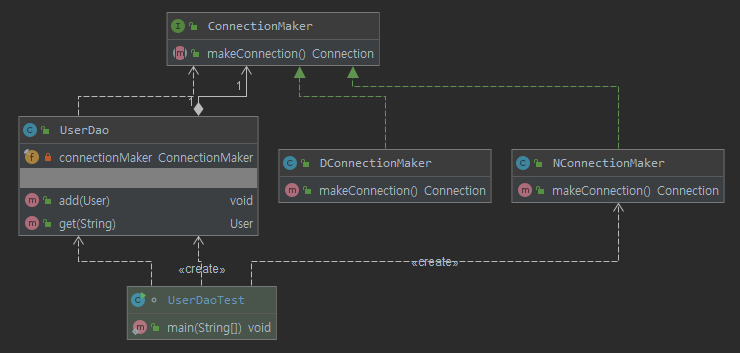 ConnectionMaker
makeConnection() Connection
1
1
UserDao
connectionMaker ConnectionMaker
add(User) void
get(String) User
DConnectionMaker
makeConnection() Connection
NConnectionMaker
makeConnection() Connection
«create»
«create»
UserDaoTest
main(String[]) void